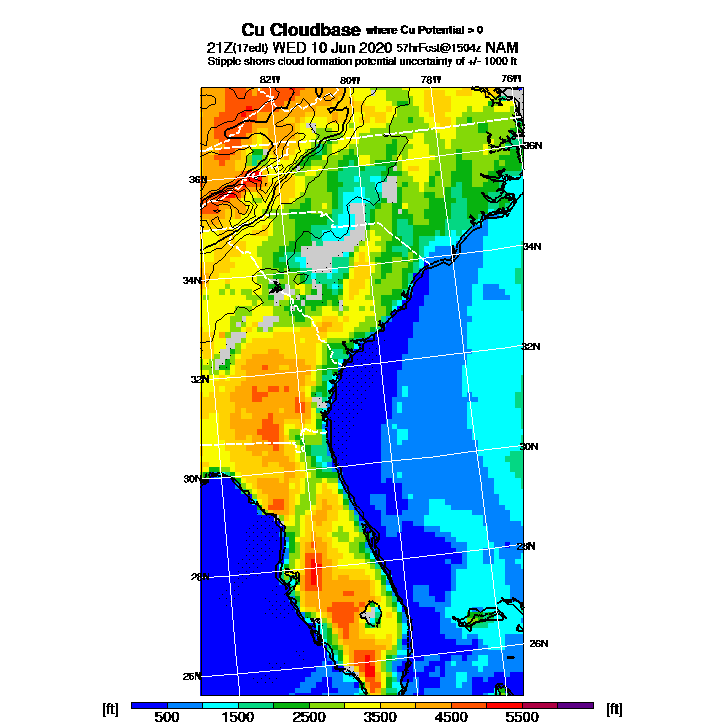 Cu Cloudbase where Cu Potential > 0
21Z(17edt) WED 10 Jun 2020 57hrFcst@1504z NAM
Stipple shows cloud formation potential uncertainty of +/- 1000 ft
82W 80W 78W 76W
36N 36N
34N 34N
32N 32N
30N 30N
28N 28N
26N 26N
[ft] 500 1500 2500 3500 4500 5500 [ft]